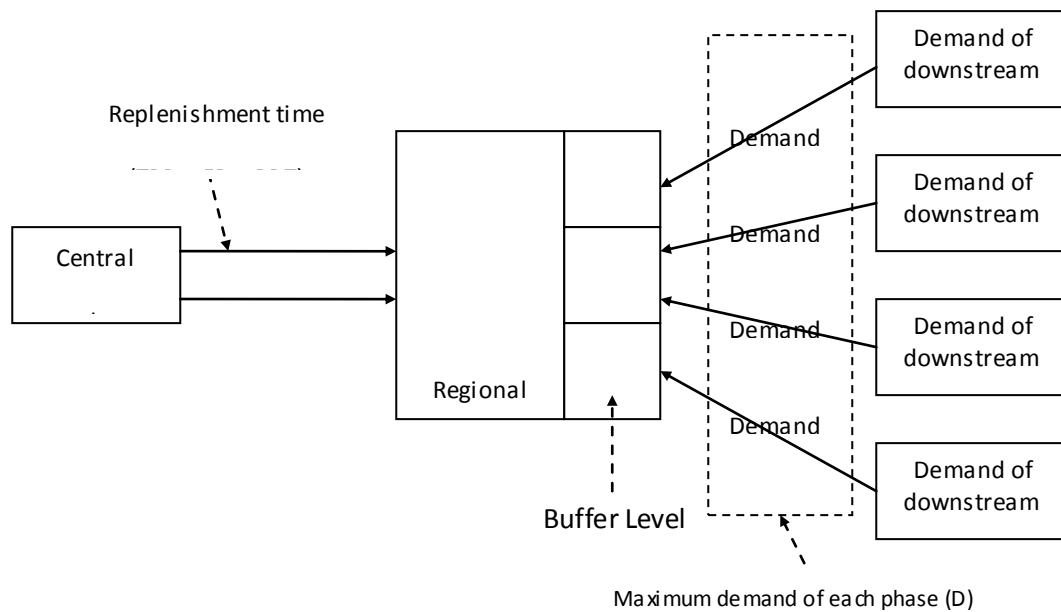 Demand of
downstream
Replenishment time
Demand
Demand of
downstream
Central
Demand
Demand of
downstream
Demand
Regional
Demand
Demand of
downstream
Buffer Level
Maximum demand of each phase (D)